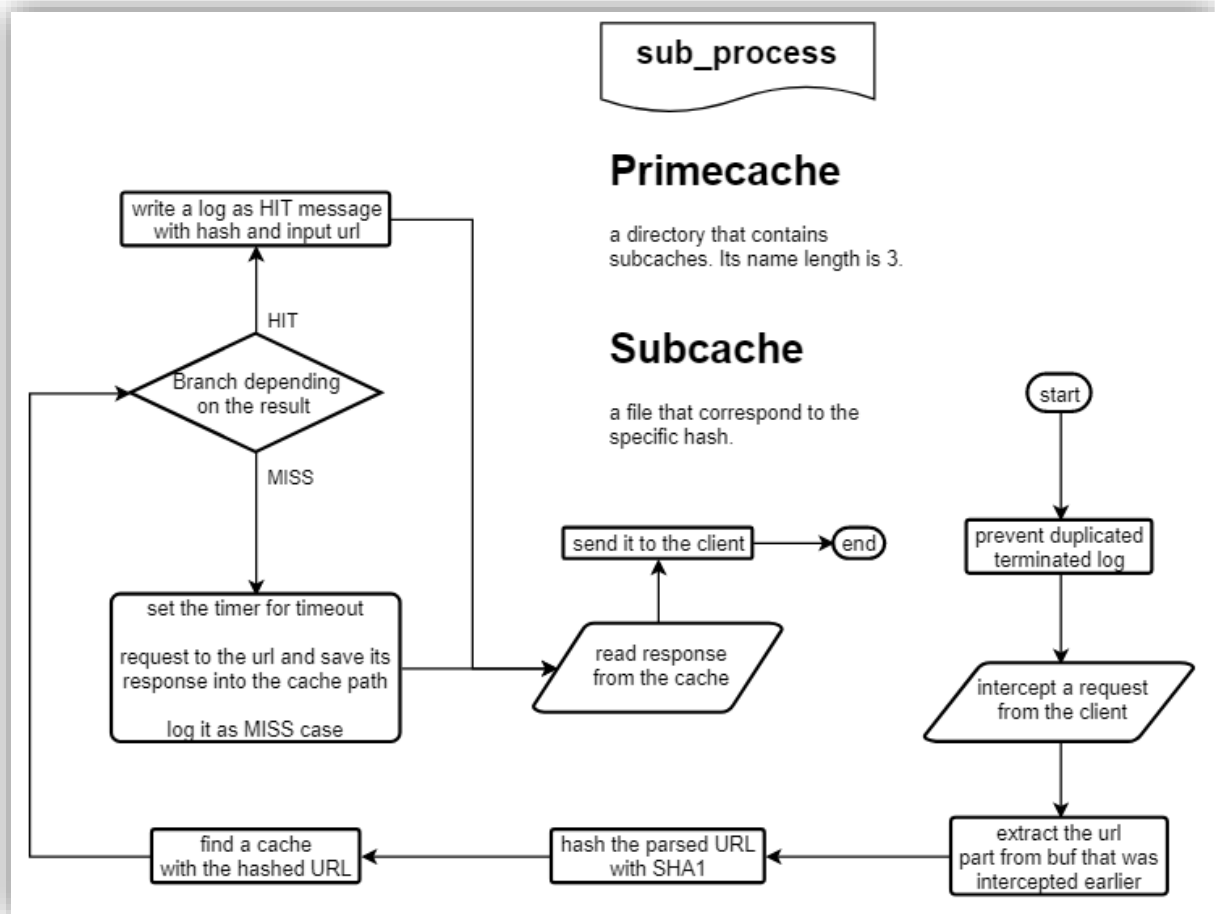 sub_process
Primecache
a directory that contains
subcaches. Its name length is 3.
Subcache
a file that correspond to the
specific hash.
write a log as HIT message
with hash and input url
HIT
Branch depending
on the result
MISS
set the timer for timeout
request to the url and save its
response into the cache path
log it as MISS case
send it to the client
end
read response
from the cache
start
prevent duplicated
terminated log
intercept a request
from the client
extract the url
part from buf that was
intercepted earlier
hash the parsed URL
with SHA1
find a cache
with the hashed URL